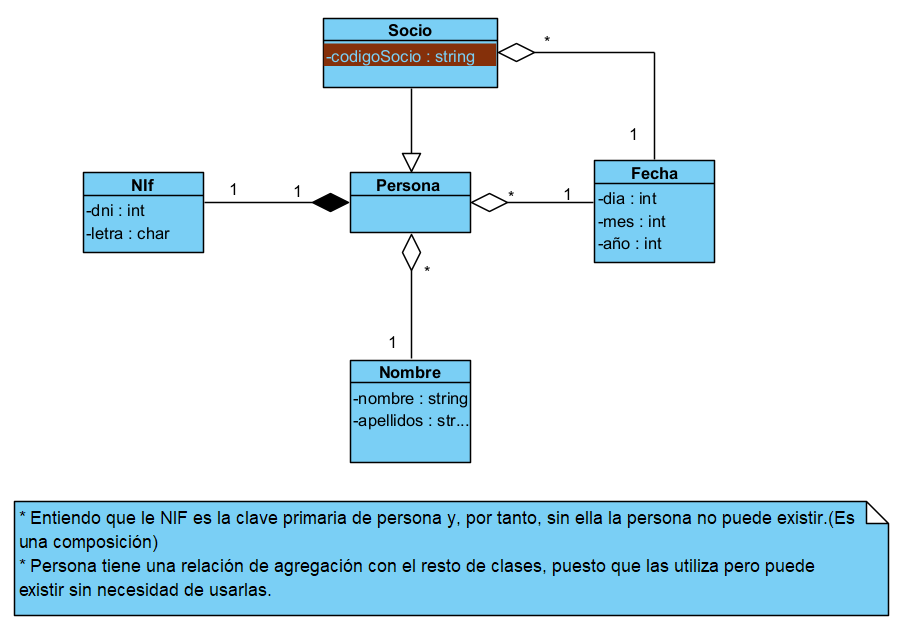 Socio
-codigoSocio : string
*
1
NIf
-dni : int
-letra : char
1
1
Persona
*
1
Fecha
-dia : int
-mes : int
-año : int
*
1
Nombre
-nombre : string
-apellidos : str...
* Entiendo que le NIF es la clave primaria de persona y, por tanto, sin ella la persona no puede existir.(Es
una composición)
* Persona tiene una relación de agregación con el resto de clases, puesto que las utiliza pero puede
existir sin necesidad de usarlas.